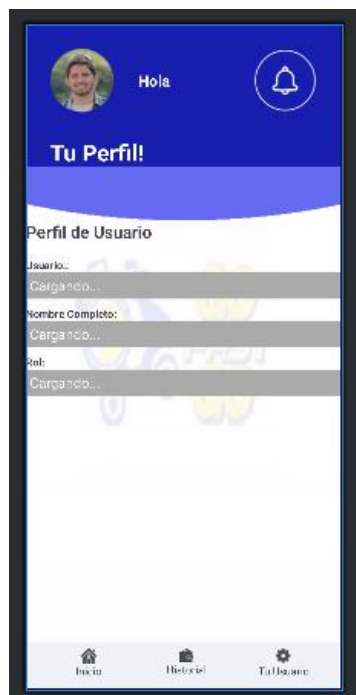 Hola
Tu Perfil!
Perfil de Usuario
Usuario:
Cargando...
Nombre Completo:
Cargando...
Rol:
Cargando...
Inicio
Historial
Tu Usuario